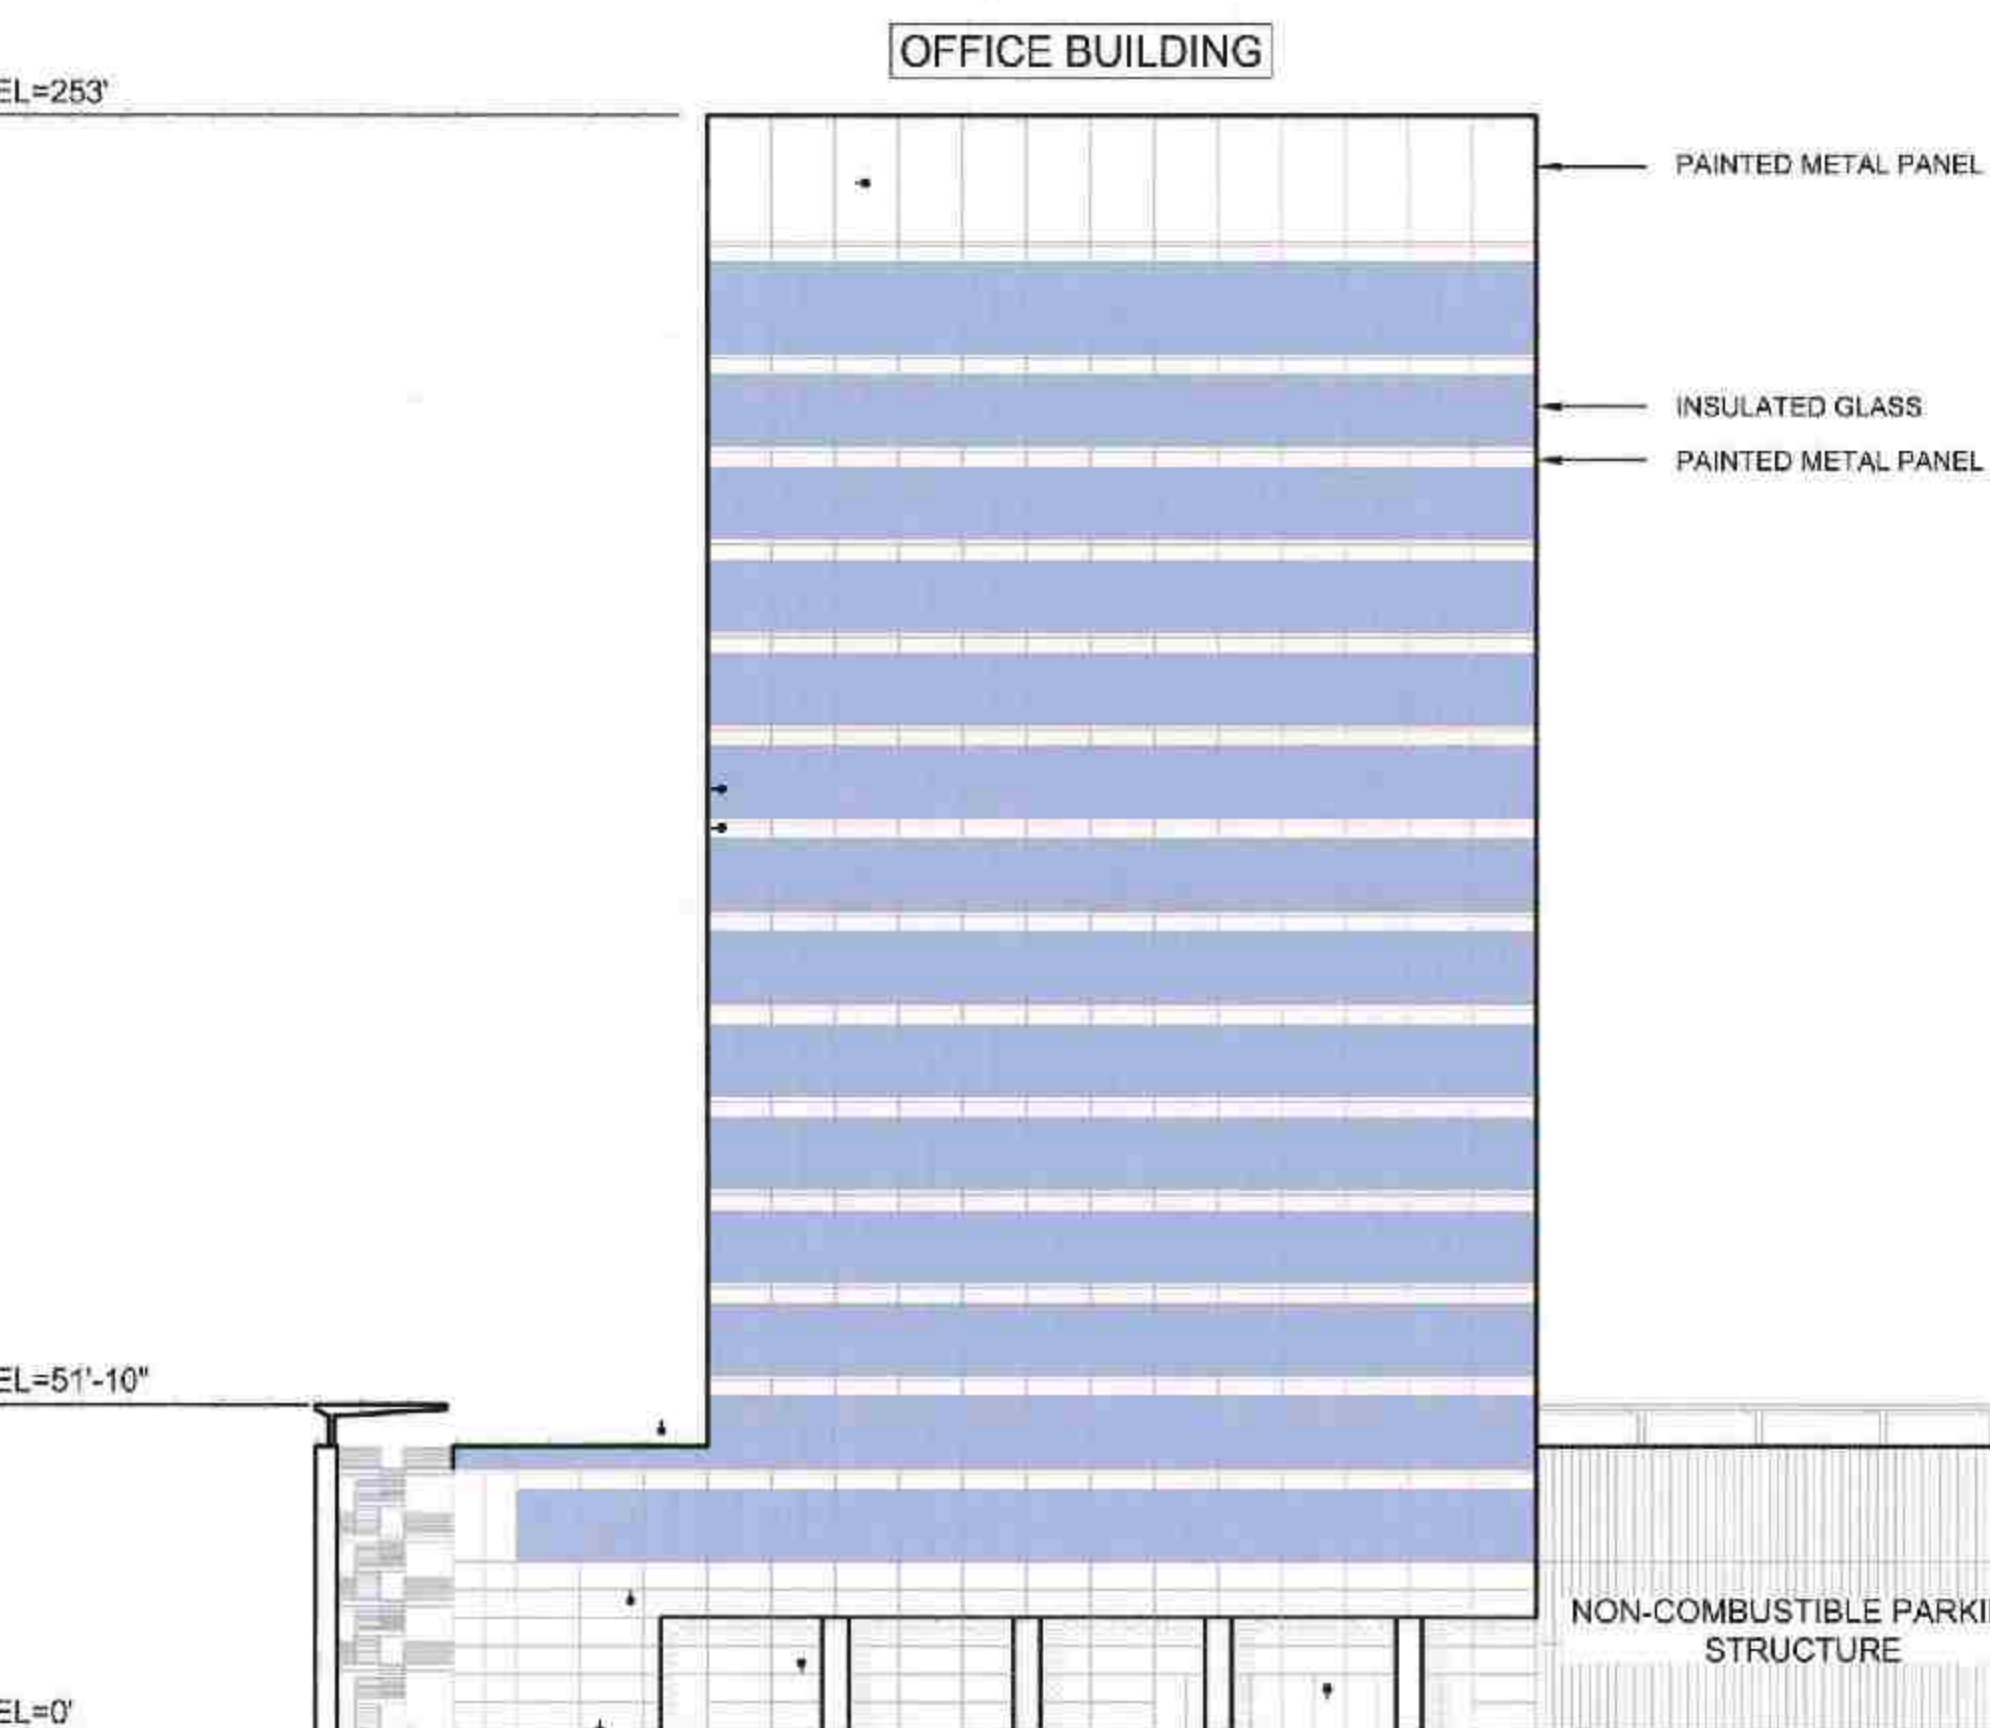 OFFICE BUILDING
EL=253'
PAINTED METAL PANEL
INSULATED GLASS
PAINTED METAL PANEL
EL=51'-10"
NON-COMBUSTIBLE
STRUCTURE
EL=0'